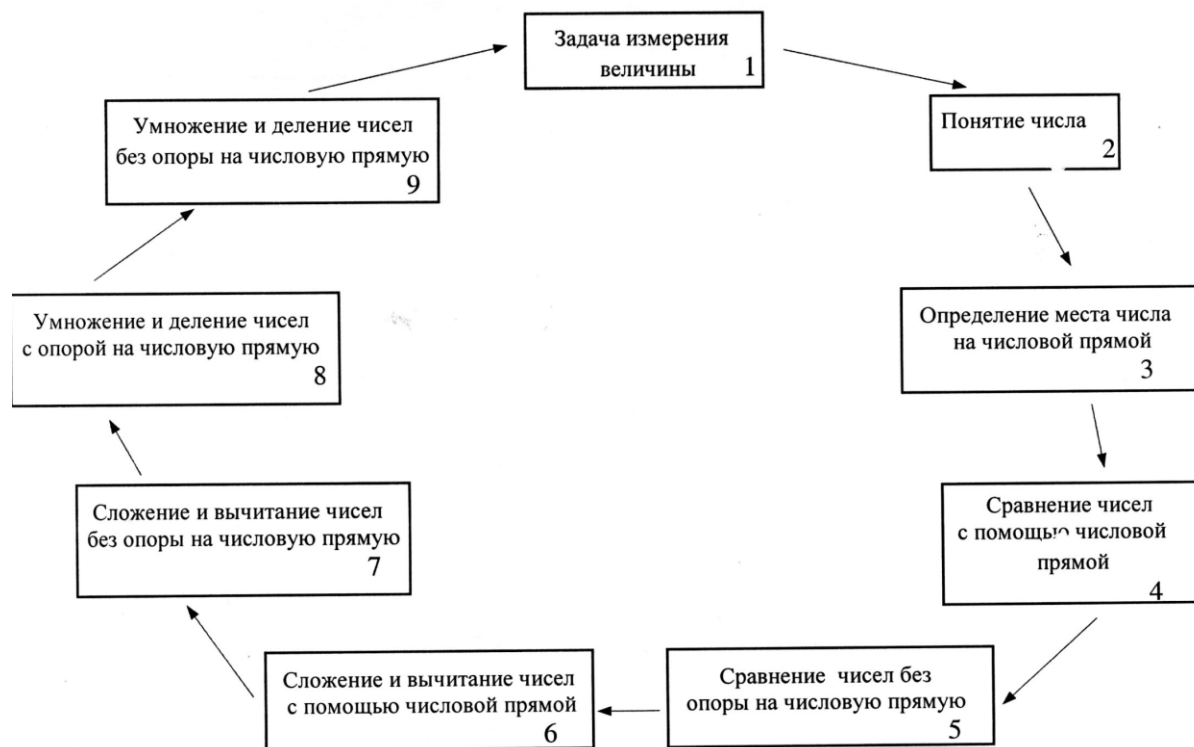 Задача измерения
величины 1
Понятие числа
2
Определение места числа
на числовой прямой
3
Сравнение чисел
с помощью числовой
прямой
4
Сравнение чисел без
опоры на числовую прямую
5
Сложение и вычитание чисел
с помощью числовой прямой
6
Сложение и вычитание чисел
без опоры на числовую прямую
7
Умножение и деление чисел
с опорой на числовую прямую
8
Умножение и деление чисел
без опоры на числовую прямую
9